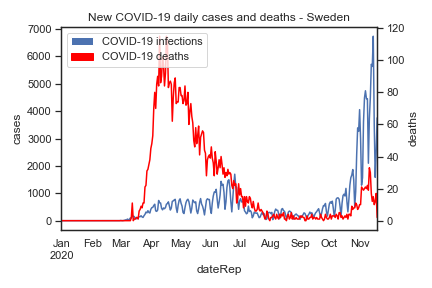 New COVID-19 daily cases and deaths - Sweden
COVID-19 infections
COVID-19 deaths
7000
6000
5000
4000
3000
2000
1000
0
cases
120
100
80
60
40
20
0
deaths
Jan Feb Mar Apr May Jun Jul Aug Sep Oct Nov
2020
dateRep